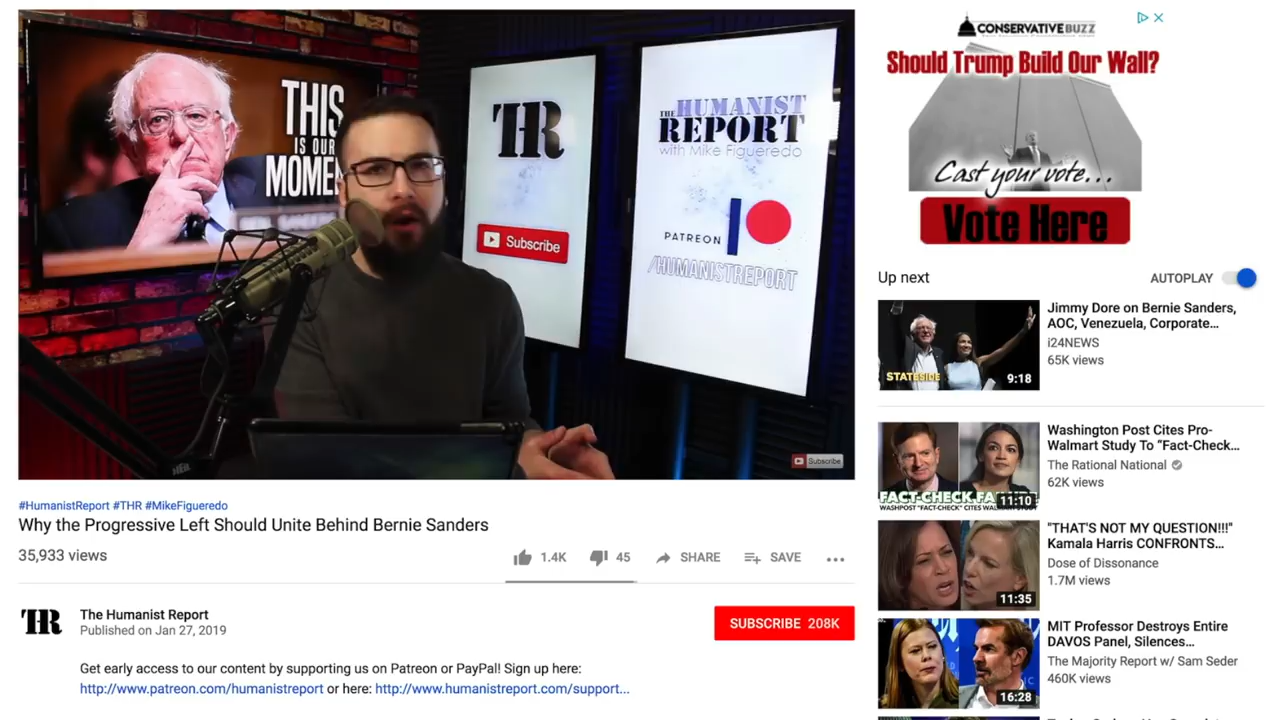 THIS
IS OUR
THR
Subscribe
THE HUMANIST
REPORT
with Mike Figueredo
PATREON
/HUMANISTREPORT
Subscribe
#HumanistReport #THR #MikeFigueredo
Why the Progressive Left Should Unite Behind Bernie Sanders
35,933 views
1.4K
45
SHARE
SAVE
THR
The Humanist Report
Published on Jan 27, 2019
SUBSCRIBE 208K
Get early access to our content by supporting us on Patreon or PayPal! Sign up here:
http://www.patreon.com/humanistreport or here: http://www.humanistreport.com/support...
CONSERVATIVEBUZZ
Should Trump Build Our Wall?
Cast your vote...
Vote Here
Up next
AUTOPLAY
Jimmy Dore on Bernie Sanders,
AOC, Venezuela, Corporate...
i24NEWS
65K views
STATESIDE
9:18
Washington Post Cites Pro-
Walmart Study To “Fact-Check...
The Rational National
62K views
11:10
"THAT'S NOT MY QUESTION!!!"
Kamala Harris CONFRONTS...
Dose of Dissonance
1.7M views
11:35
MIT Professor Destroys Entire
DAVOS Panel, Silences...
The Majority Report w/ Sam Seder
460K views
16:28